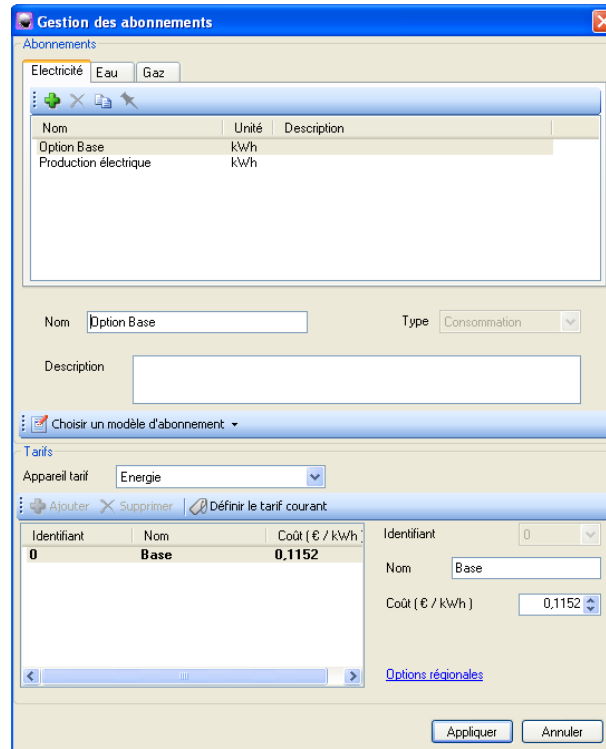 Gestion des abonnements
Abonnements
Electricité Eau Gaz
Nom Unité Description
Option Base kWh
Production électrique kWh
Nom Option Base Type Consommation
Description
Choisir un modèle d'abonnement
Tarifs
Appareil tarif Energie
Ajouter Supprimer Définir le tarif courant
Identifiant Nom Coût ( € / kWh )
0 Base 0,1152
Identifiant 0
Nom Base
Coût ( € / kWh ) 0,1152
Options régionales
Appliquer Annuler